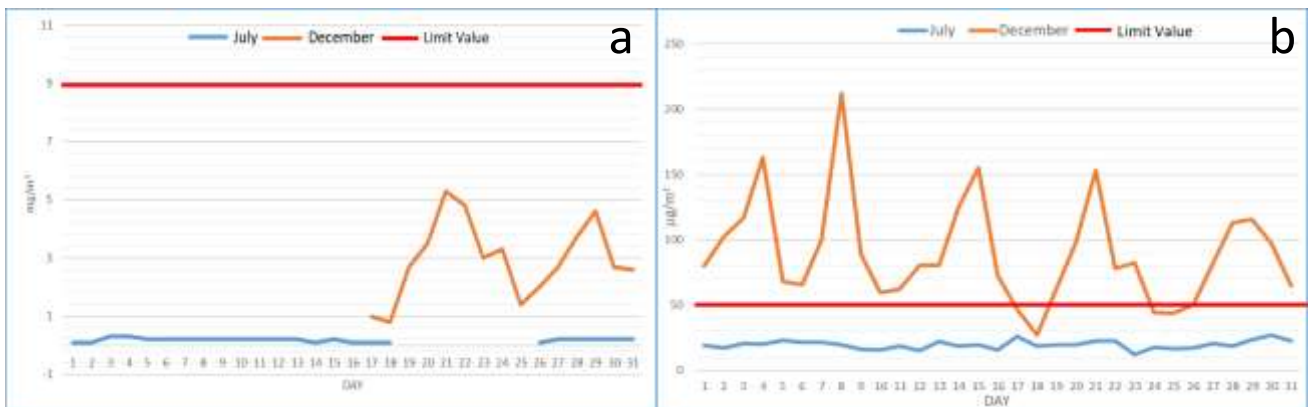 a
July December Limit Value
11
9
7
5
3
1
-1
mg/m³
1 2 3 4 5 6 7 8 9 10 11 12 13 14 15 16 17 18 19 20 21 22 23 24 25 26 27 28 29 30 31
DAY
b
July December Limit Value
250
200
150
100
50
0
µg/m³
1 2 3 4 5 6 7 8 9 10 11 12 13 14 15 16 17 18 19 20 21 22 23 24 25 26 27 28 29 30 31
DAY